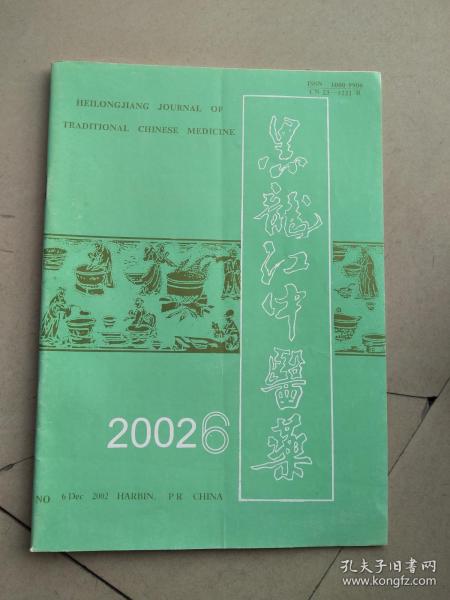 ISSN 1000-9906
CN 23-1221/R
HEILONGJIANG JOURNAL OF
TRADITIONAL CHINESE MEDICINE
黑龍江中醫藥
2002 6
NO 6 Dec 2002 HARBIN, P R CHINA
孔夫子旧书网
www.kongfz.com